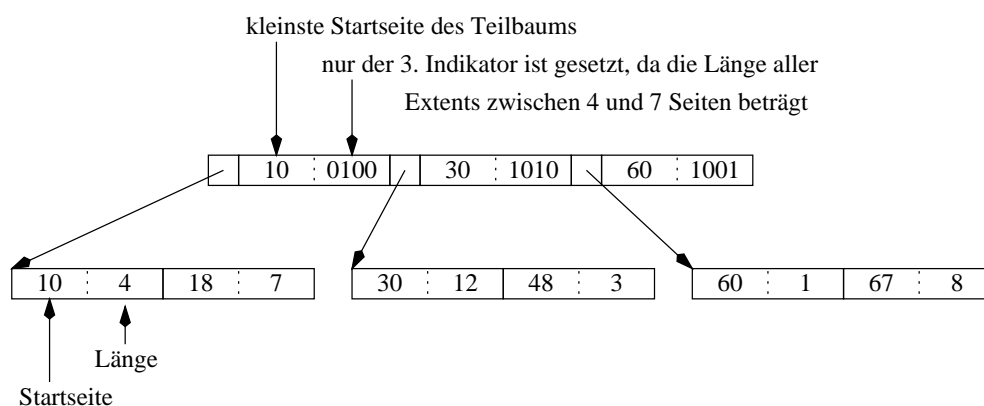 kleinste Startseite des Teilbaums
nur der 3. Indikator ist gesetzt, da die Länge aller
Extents zwischen 4 und 7 Seiten beträgt
10 0100 30 1010 60 1001
10 4 18 7 30 12 48 3 60 1 67 8
Länge
Startseite